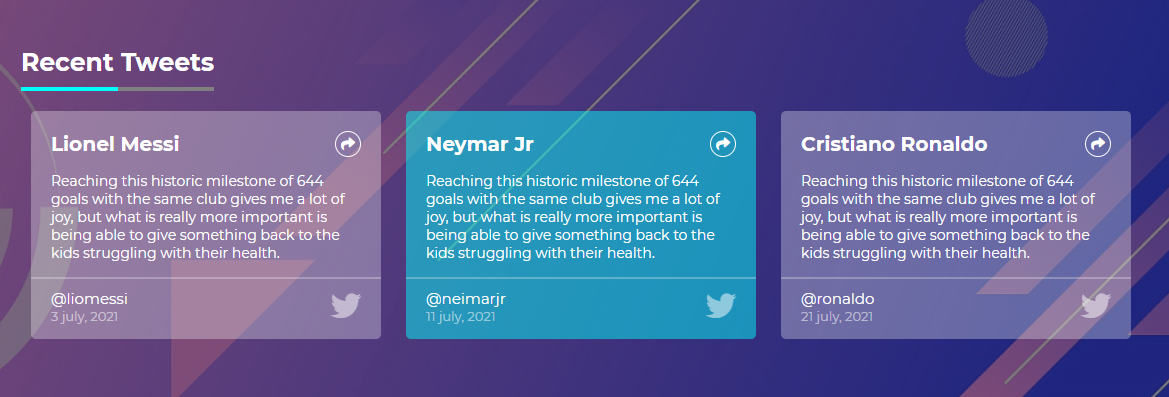 Recent Tweets
Lionel Messi
Reaching this historic milestone of 644
goals with the same club gives me a lot of
joy, but what is really more important is
being able to give something back to the
kids struggling with their health.
@liomessi
3 july, 2021
Neymar Jr
Reaching this historic milestone of 644
goals with the same club gives me a lot of
joy, but what is really more important is
being able to give something back to the
kids struggling with their health.
@neimarjr
11 july, 2021
Cristiano Ronaldo
Reaching this historic milestone of 644
goals with the same club gives me a lot of
joy, but what is really more important is
being able to give something back to the
kids struggling with their health.
@ronaldo
21 july, 2021